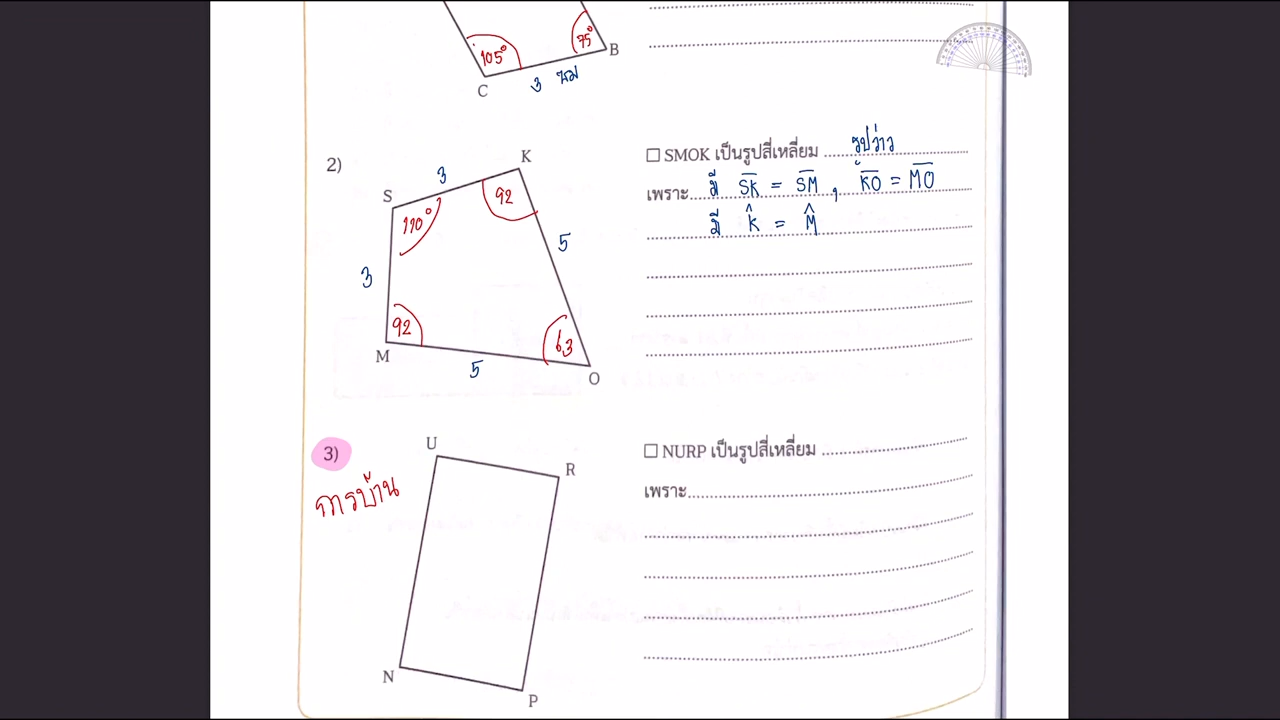 105°
75°
B
C
3 ซม
2)
S
3
K
110°
92
3
5
92
63
M
5
O
□ SMOK เป็นรูปสี่เหลี่ยม รูปว่าว
เพราะ มี SK = SM , KO = MO
มี K̂ = M̂
3)
การบ้าน
U
R
N
P
□ NURP เป็นรูปสี่เหลี่ยม
เพราะ